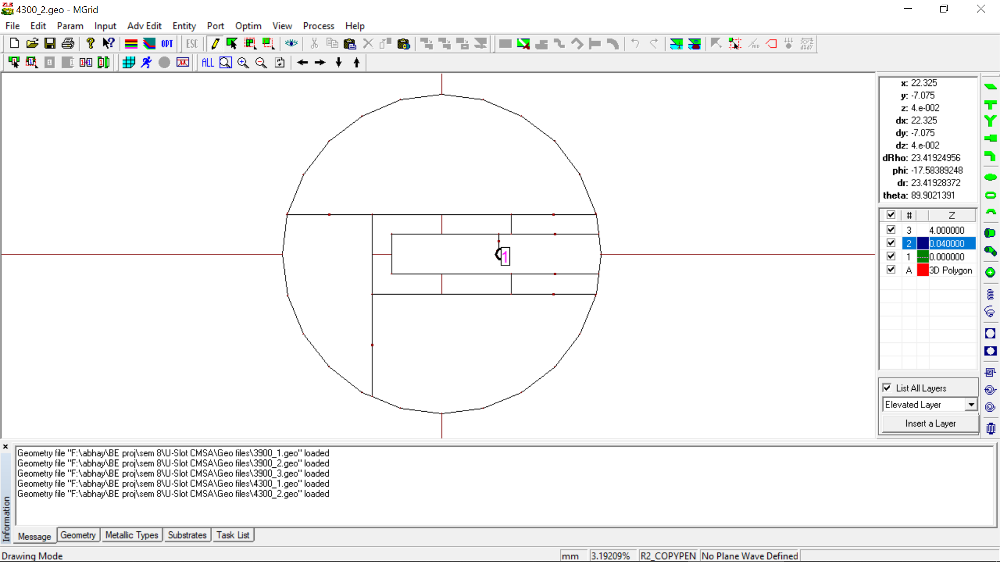 4300_2.geo - MGrid
File Edit Param Input Adv Edit Entity Port Optim View Process Help
OPT ESC
ALL
x: 22.325
y: -7.075
z: 4.e-002
dx: 22.325
dy: -7.075
dz: 4.e-002
dRho: 23.41924956
phi: -17.58389248
dr: 23.41928372
theta: 89.9021391
# Z
3 4.000000
2 0.040000
1 0.000000
A 3D Polygon
1
List All Layers
Elevated Layer
Insert a Layer
Geometry file "F:\abhay\BE proj\sem 8\U-Slot CMSA\Geo files\3900_1.geo" loaded
Geometry file "F:\abhay\BE proj\sem 8\U-Slot CMSA\Geo files\3900_2.geo" loaded
Geometry file "F:\abhay\BE proj\sem 8\U-Slot CMSA\Geo files\3900_3.geo" loaded
Geometry file "F:\abhay\BE proj\sem 8\U-Slot CMSA\Geo files\4300_1.geo" loaded
Geometry file "F:\abhay\BE proj\sem 8\U-Slot CMSA\Geo files\4300_2.geo" loaded
Information
Message Geometry Metallic Types Substrates Task List
Drawing Mode mm 3.19209% R2_COPYPEN No Plane Wave Defined